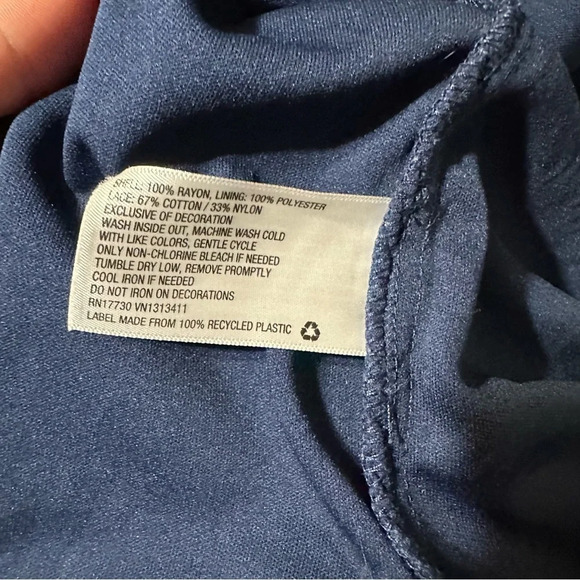 SHELL: 100% RAYON, LINING: 100% POLYESTER
LACE: 67% COTTON / 33% NYLON
EXCLUSIVE OF DECORATION
WASH INSIDE OUT, MACHINE WASH COLD
WITH LIKE COLORS, GENTLE CYCLE
ONLY NON-CHLORINE BLEACH IF NEEDED
TUMBLE DRY LOW, REMOVE PROMPTLY
COOL IRON IF NEEDED
DO NOT IRON ON DECORATIONS
RN17730 VN1313411
LABEL MADE FROM 100% RECYCLED PLASTIC